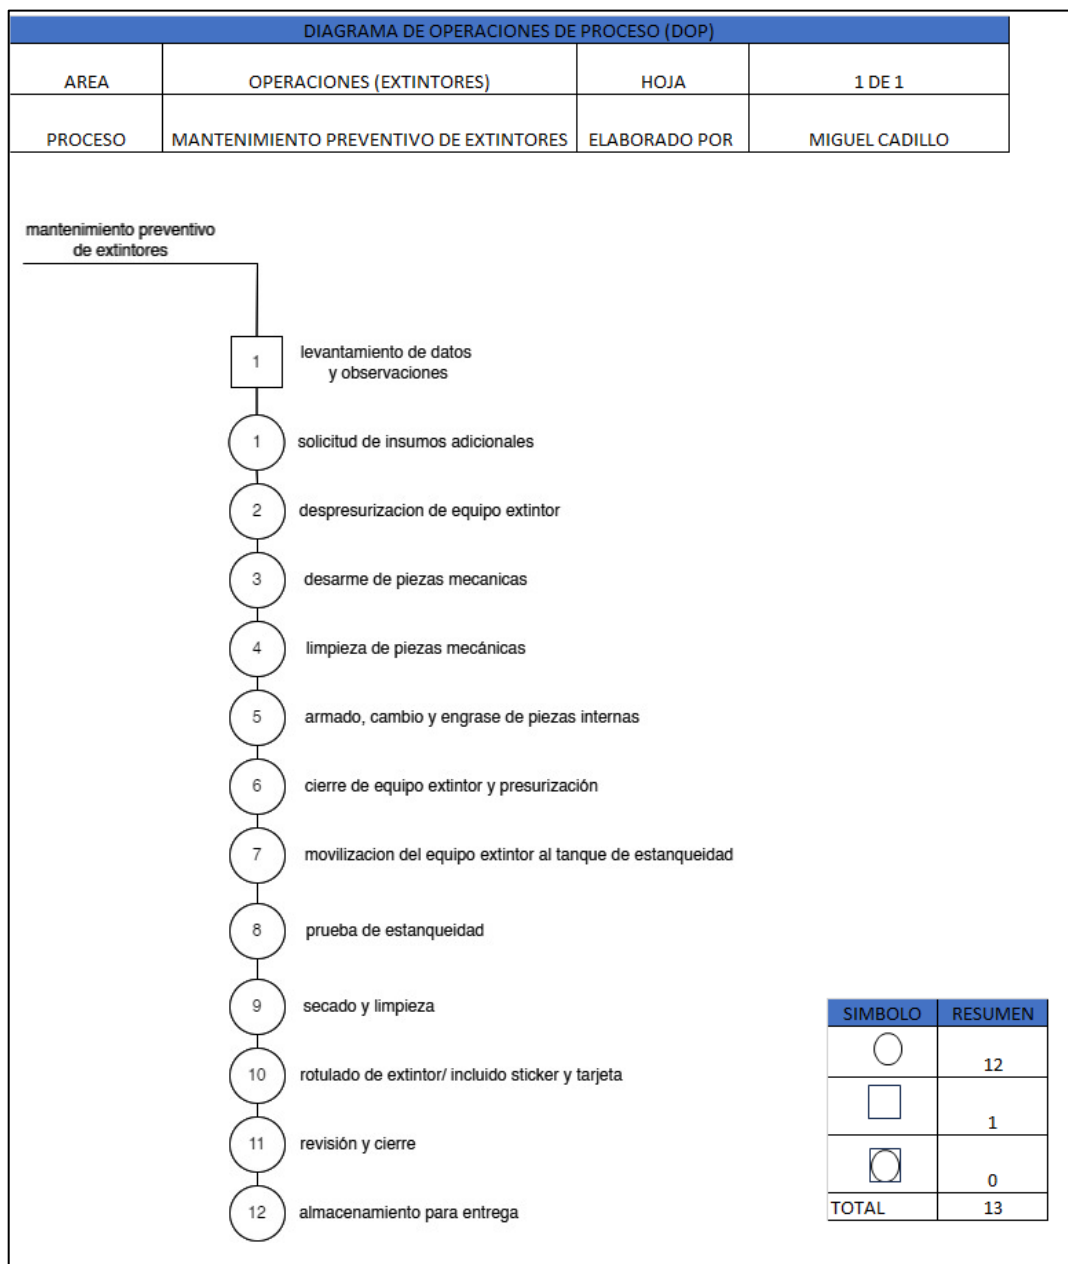 DIAGRAMA DE OPERACIONES DE PROCESO (DOP)
AREA OPERACIONES (EXTINTORES) HOJA 1 DE 1
PROCESO MANTENIMIENTO PREVENTIVO DE EXTINTORES ELABORADO POR MIGUEL CADILLO
mantenimiento preventivo
de extintores
1 levantamiento de datos
y observaciones
1 solicitud de insumos adicionales
2 despresurizacion de equipo extintor
3 desarme de piezas mecanicas
4 limpieza de piezas mecánicas
5 armado, cambio y engrase de piezas internas
6 cierre de equipo extintor y presurización
7 movilizacion del equipo extintor al tanque de estanqueidad
8 prueba de estanqueidad
9 secado y limpieza
10 rotulado de extintor/ incluido sticker y tarjeta
11 revisión y cierre
12 almacenamiento para entrega
SIMBOLO RESUMEN
12
1
0
TOTAL 13